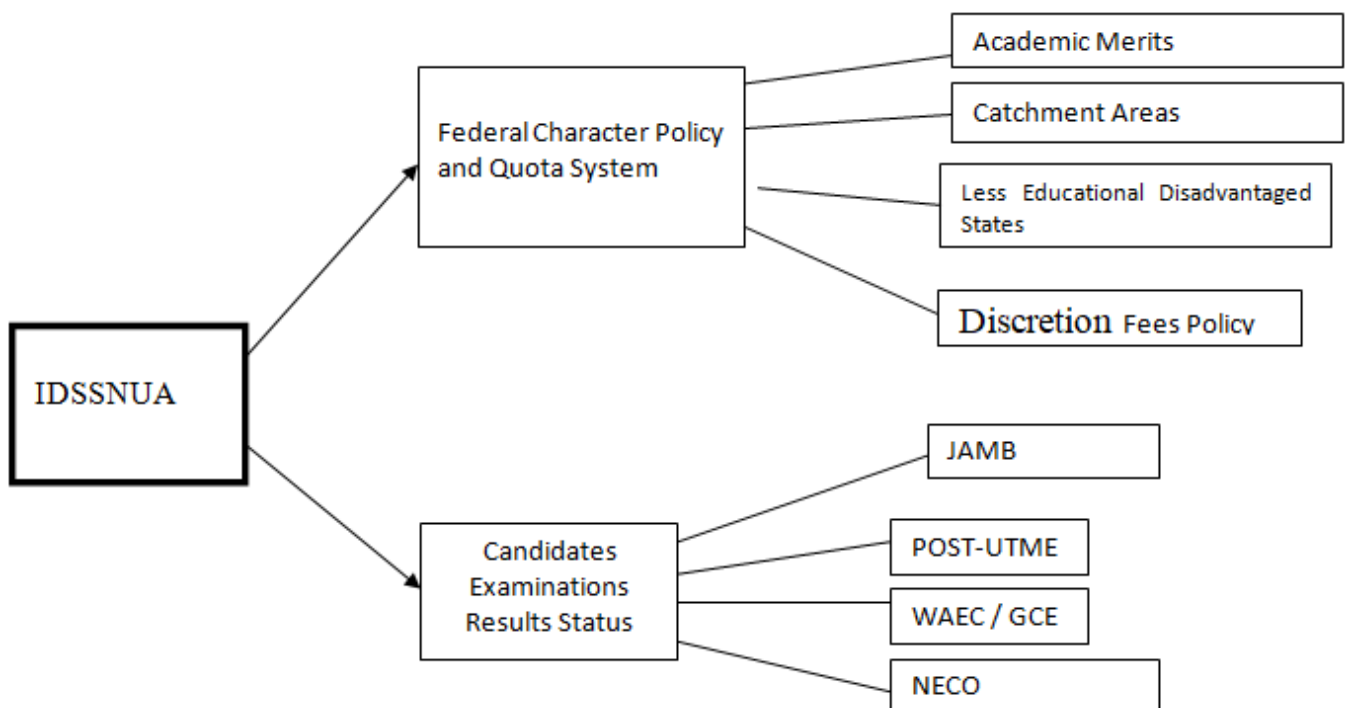 Academic Merits
Federal Character Policy
and Quota System
Catchment Areas
Less Educational Disadvantaged
States
Discretion Fees Policy
IDSSNUA
JAMB
Candidates
Examinations
Results Status
POST-UTME
WAEC / GCE
NECO